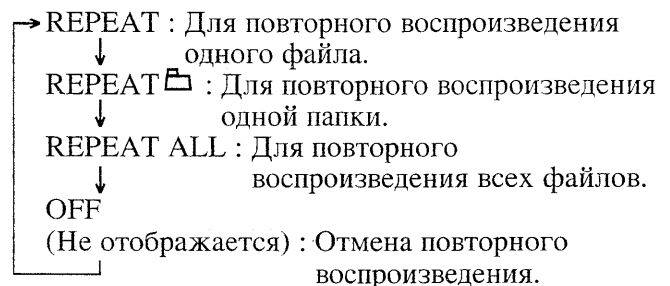 REPEAT : Для повторного воспроизведения
одного файла.
REPEAT : Для повторного воспроизведения
одной папки.
REPEAT ALL : Для повторного
воспроизведения всех файлов.
OFF
(Не отображается) : Отмена повторного
воспроизведения.